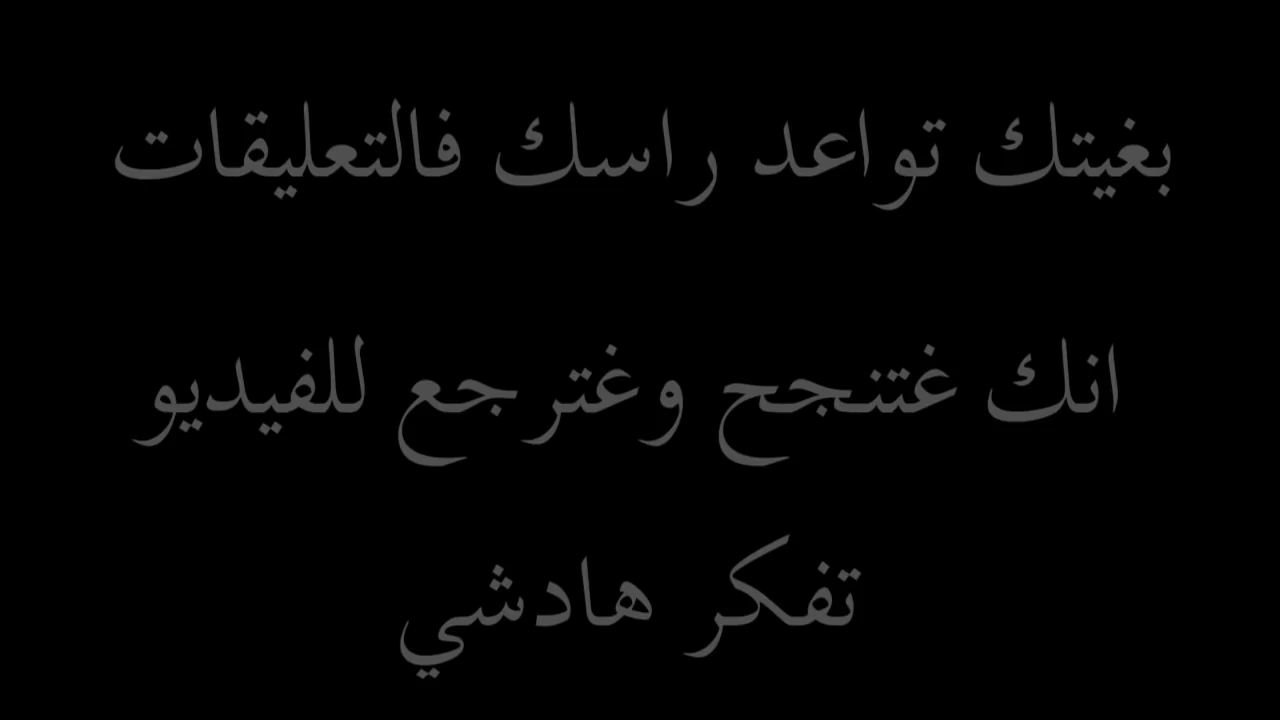 بغيتك تواعد راسك فالتعليقات
انك غتنجح وغترجع للفيديو
تفكر هادشي